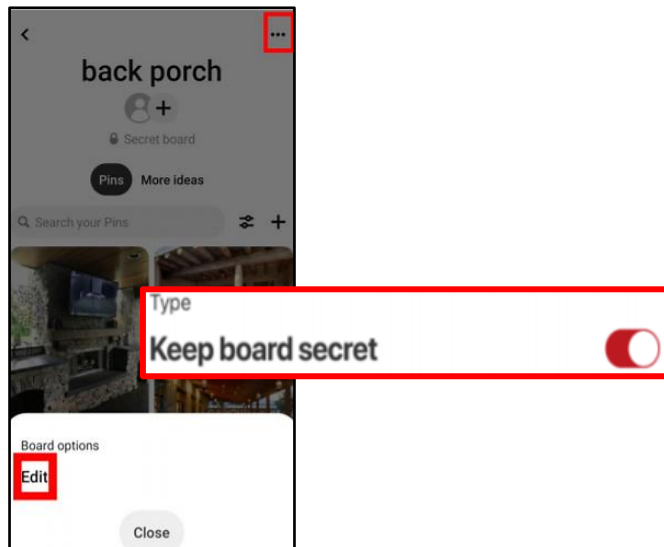 back porch
Secret board
Pins More ideas
Search your Pins
Type
Keep board secret
Board options
Edit
Close